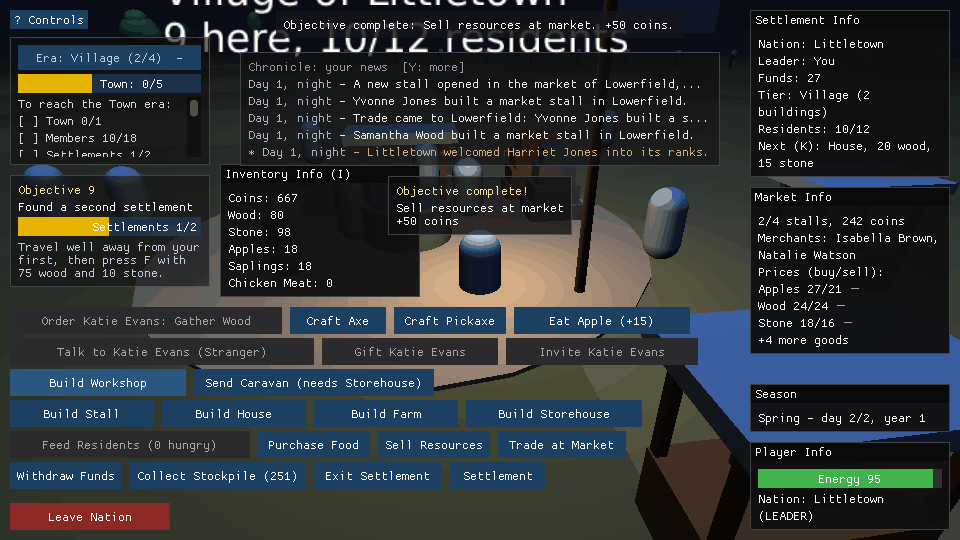 Village of Littletown
9 here, 10/12 residents
? Controls
Objective complete: Sell resources at market. +50 coins.
Era: Village (2/4) –
Town: 0/5
To reach the Town era:
[ ] Town 0/1
[ ] Members 10/18
[ ] Settlements 1/2
Chronicle: your news [Y: more]
Day 1, night – A new stall opened in the market of Lowerfield,...
Day 1, night – Yvonne Jones built a market stall in Lowerfield.
Day 1, night – Trade came to Lowerfield: Yvonne Jones built a s...
Day 1, night – Samantha Wood built a market stall in Lowerfield.
* Day 1, night – Littletown welcomed Harriet Jones into its ranks.
Objective 9
Found a second settlement
Settlements 1/2
Travel well away from your
first, then press F with
75 wood and 10 stone.
Inventory Info (I)
Coins: 667
Wood: 80
Stone: 98
Apples: 18
Saplings: 18
Chicken Meat: 0
Objective complete!
Sell resources at market
+50 coins
Order Katie Evans: Gather Wood
Craft Axe
Craft Pickaxe
Eat Apple (+15)
Talk to Katie Evans (Stranger)
Gift Katie Evans
Invite Katie Evans
Build Workshop
Send Caravan (needs Storehouse)
Build Stall
Build House
Build Farm
Build Storehouse
Feed Residents (0 hungry)
Purchase Food
Sell Resources
Trade at Market
Withdraw Funds
Collect Stockpile (251)
Exit Settlement
Settlement
Leave Nation
Settlement Info
Nation: Littletown
Leader: You
Funds: 27
Tier: Village (2
buildings)
Residents: 10/12
Next (K): House, 20 wood,
15 stone
Market Info
2/4 stalls, 242 coins
Merchants: Isabella Brown,
Natalie Watson
Prices (buy/sell):
Apples 27/21 —
Wood 24/24 —
Stone 18/16 —
+4 more goods
Season
Spring – day 2/2, year 1
Player Info
Energy 95
Nation: Littletown
(LEADER)